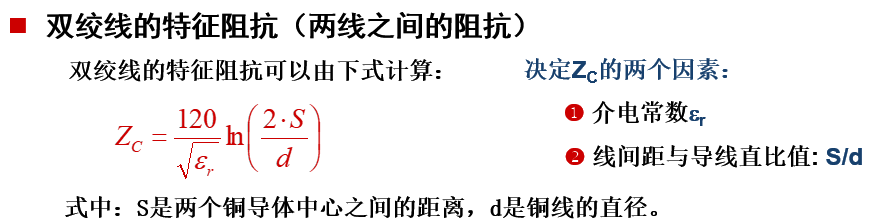 双绞线的特征阻抗（两线之间的阻抗）
双绞线的特征阻抗可以由下式计算：
Z_C = \frac{120}{\sqrt{ε_r}} ln(\frac{2·S}{d})
决定Z_C的两个因素：
❶ 介电常数ε_r
❷ 线间距与导线直比值: S/d
式中：S是两个铜导体中心之间的距离，d是铜线的直径。